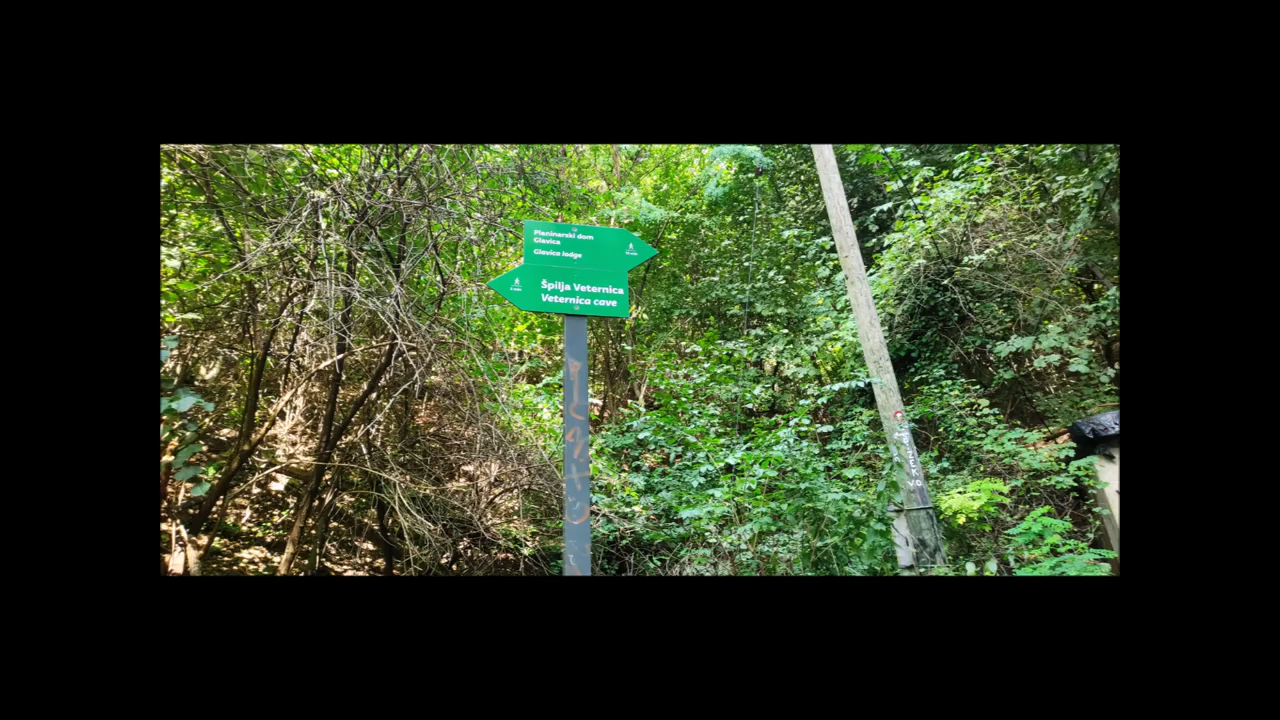 Planinarski dom
Glavica
Glavica lodge
Špilja Veternica
Veternica cave